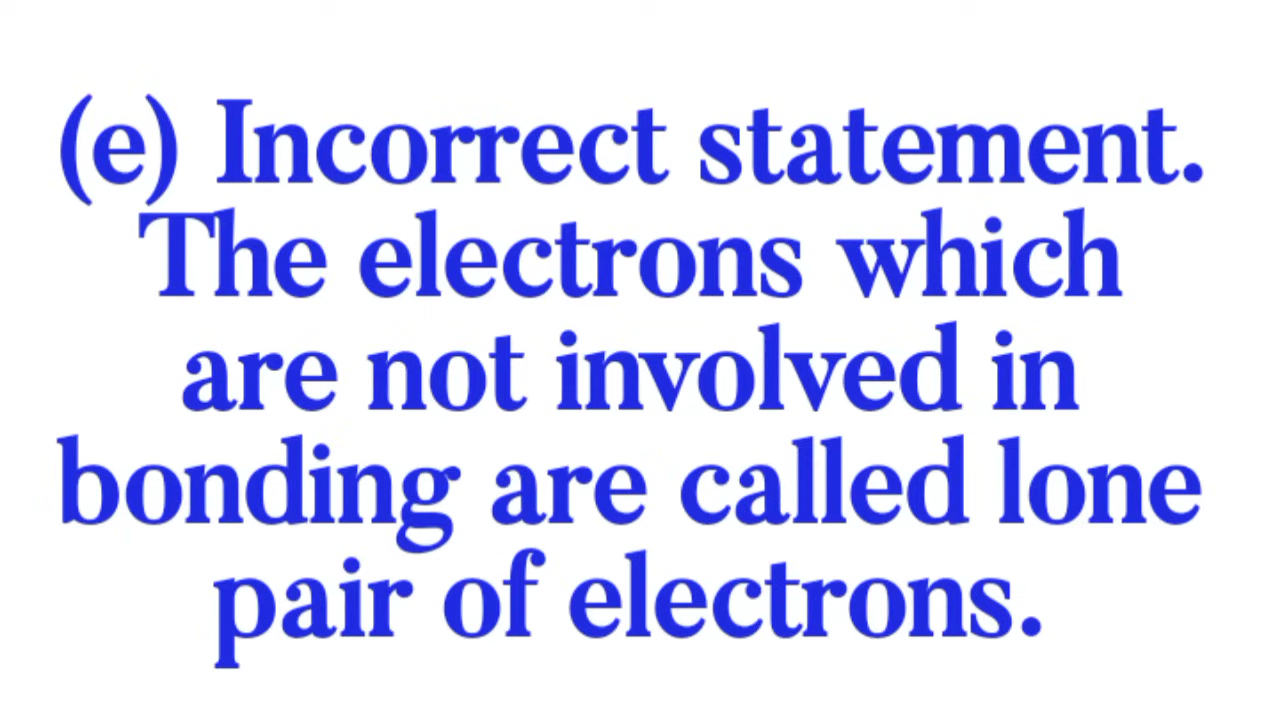 (e) Incorrect statement.
The electrons which
are not involved in
bonding are called lone
pair of electrons.